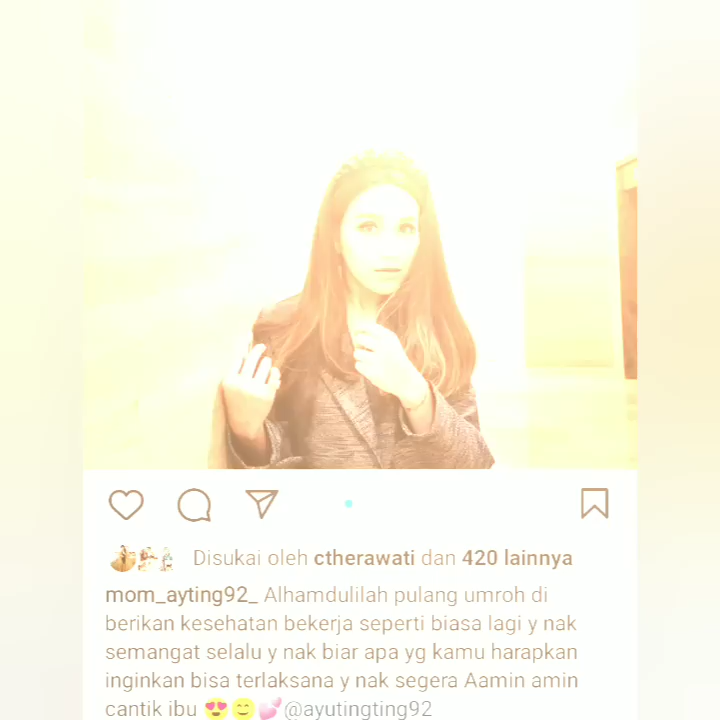 Disukai oleh ctherawati dan 420 lainnya
mom_ayting92_ Alhamdulilah pulang umroh di
berikan kesehatan bekerja seperti biasa lagi y nak
semangat selalu y nak biar apa yg kamu harapkan
inginkan bisa terlaksana y nak segera Aamin amin
cantik ibu 😍😊💕@ayutingting92